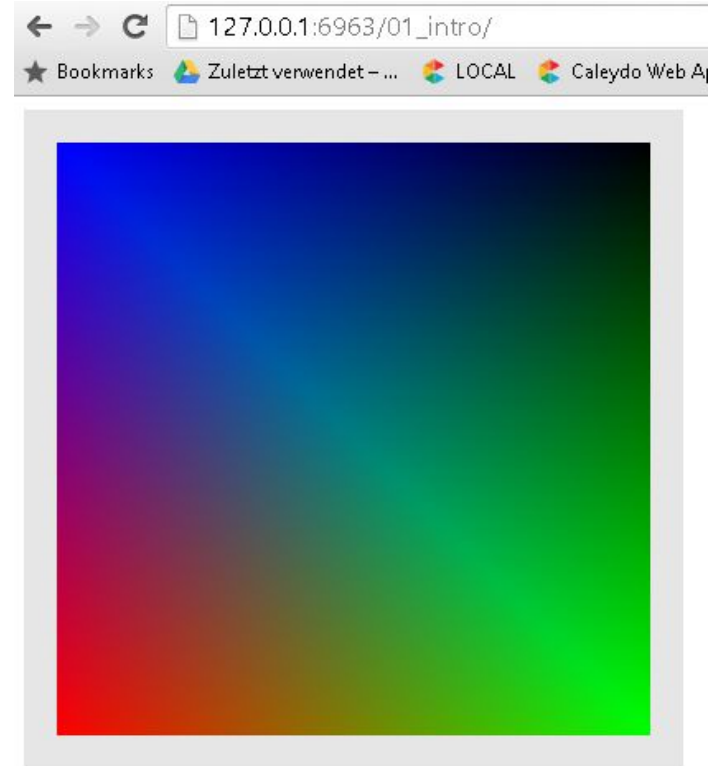 127.0.0.1:6963/01_intro/
Bookmarks Zuletzt verwendet – ... LOCAL Caleydo Web Ap